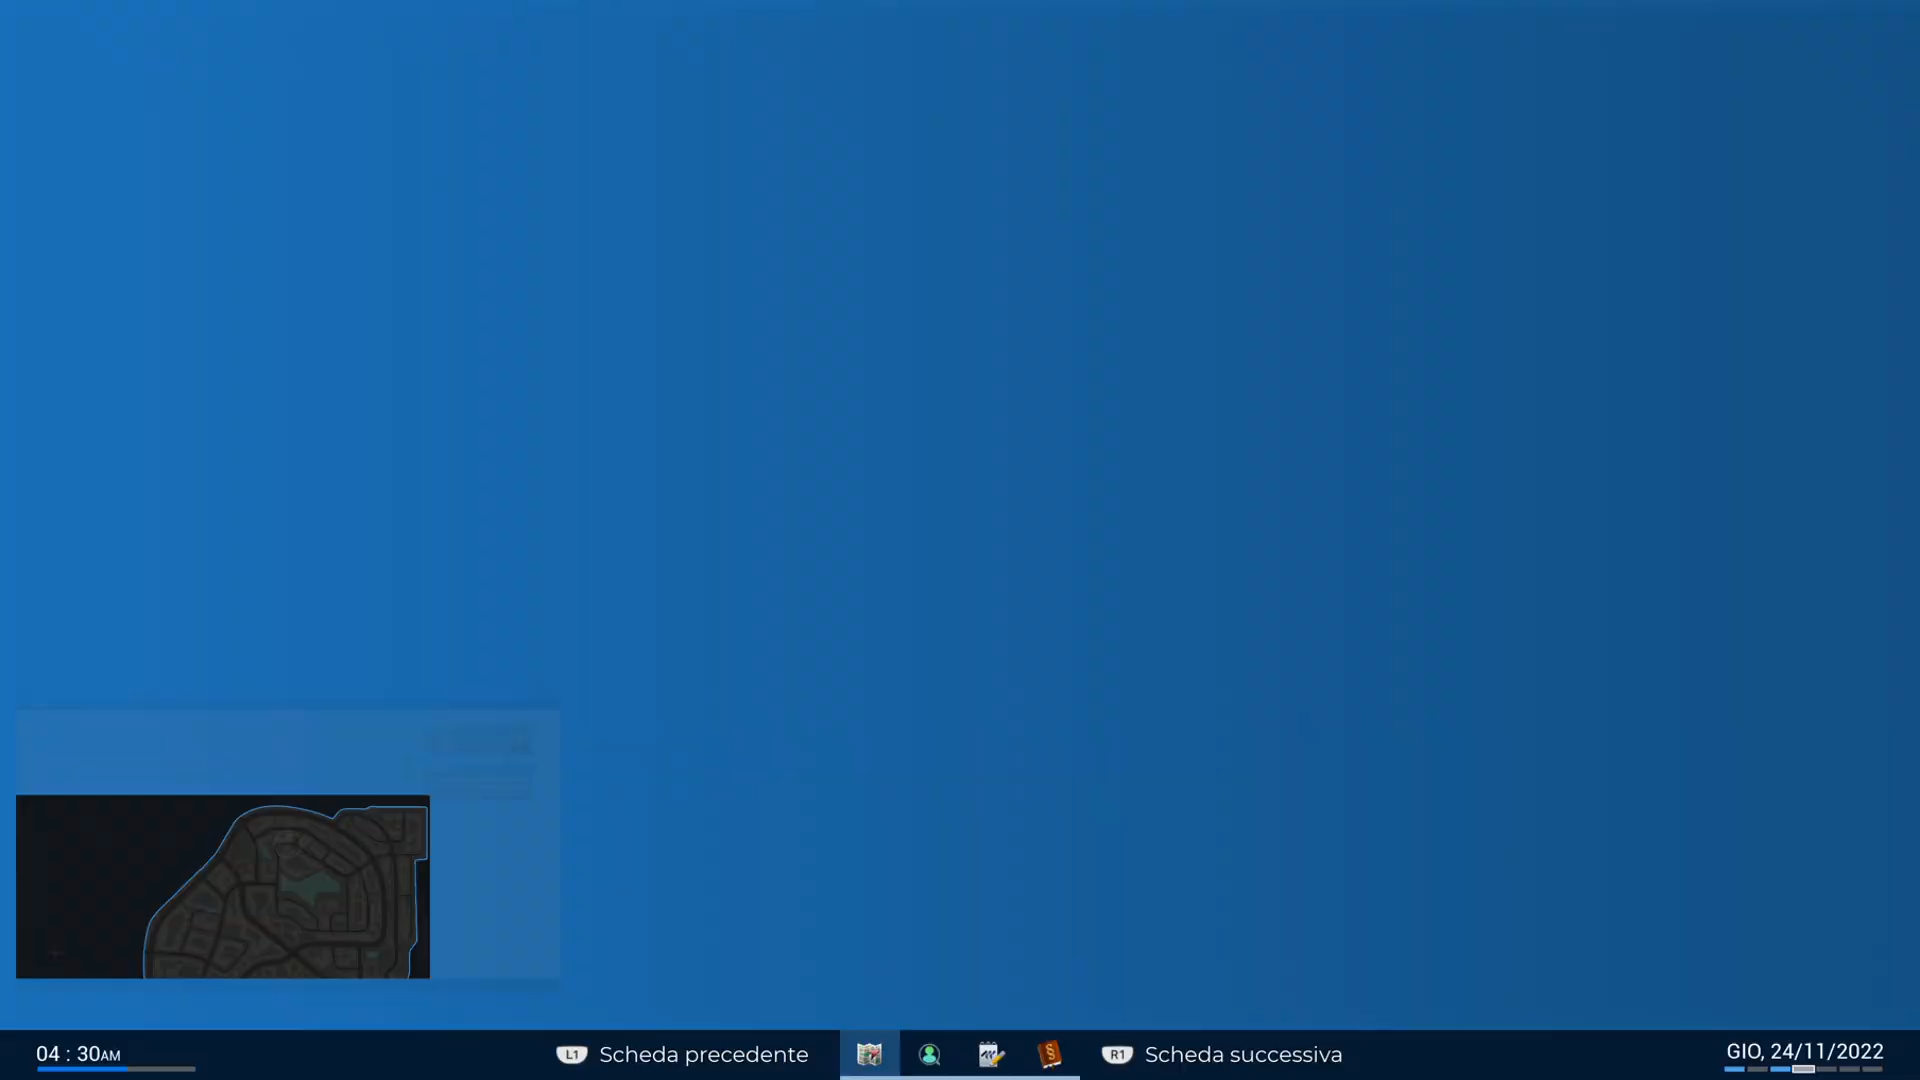 04 : 30AM
L1 Scheda precedente
R1 Scheda successiva
GIO, 24/11/2022